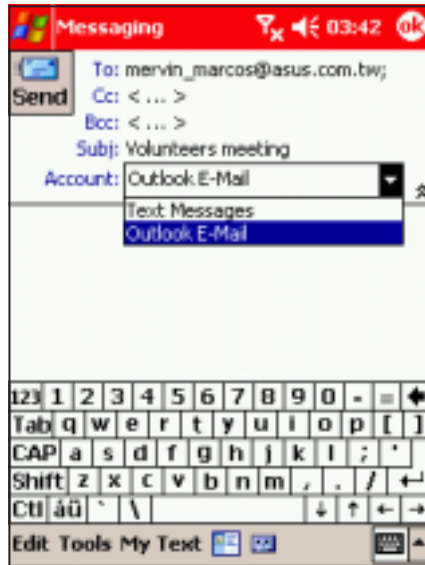 Messaging 03:42 ok
Send
To: mervin_marcos@asus.com.tw;
Cc: < ... >
Bcc: < ... >
Subj: Volunteers meeting
Account: Outlook E-Mail
Text Messages
Outlook E-Mail
123 1 2 3 4 5 6 7 8 9 0 - =
Tab q w e r t y u i o p [ ]
CAP a s d f g h j k l ; '
Shift z x c v b n m , . /
Ctl áü ` \
Edit Tools My Text